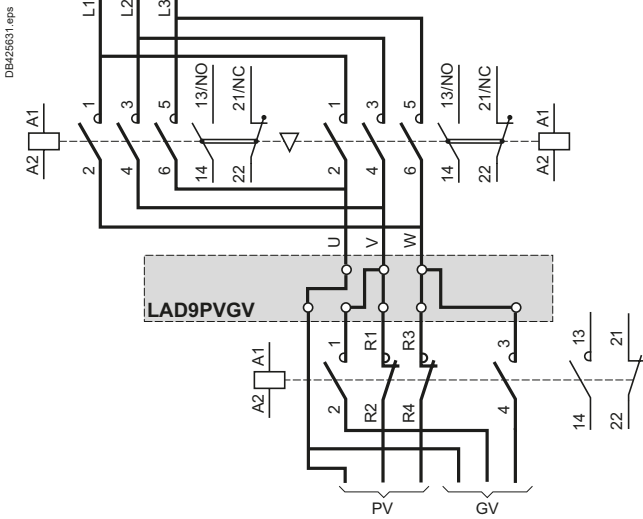 DB425631.eps
L1 L2 L3
A1 1 3 5 13/NO 21/NC 1 3 5 13/NO 21/NC A1
A2 2 4 6 14 22 2 4 6 14 22 A2
U V W
LAD9PVGV
A1 1 R1 R3 3 13 21
A2 2 R2 R4 4 14 22
PV GV